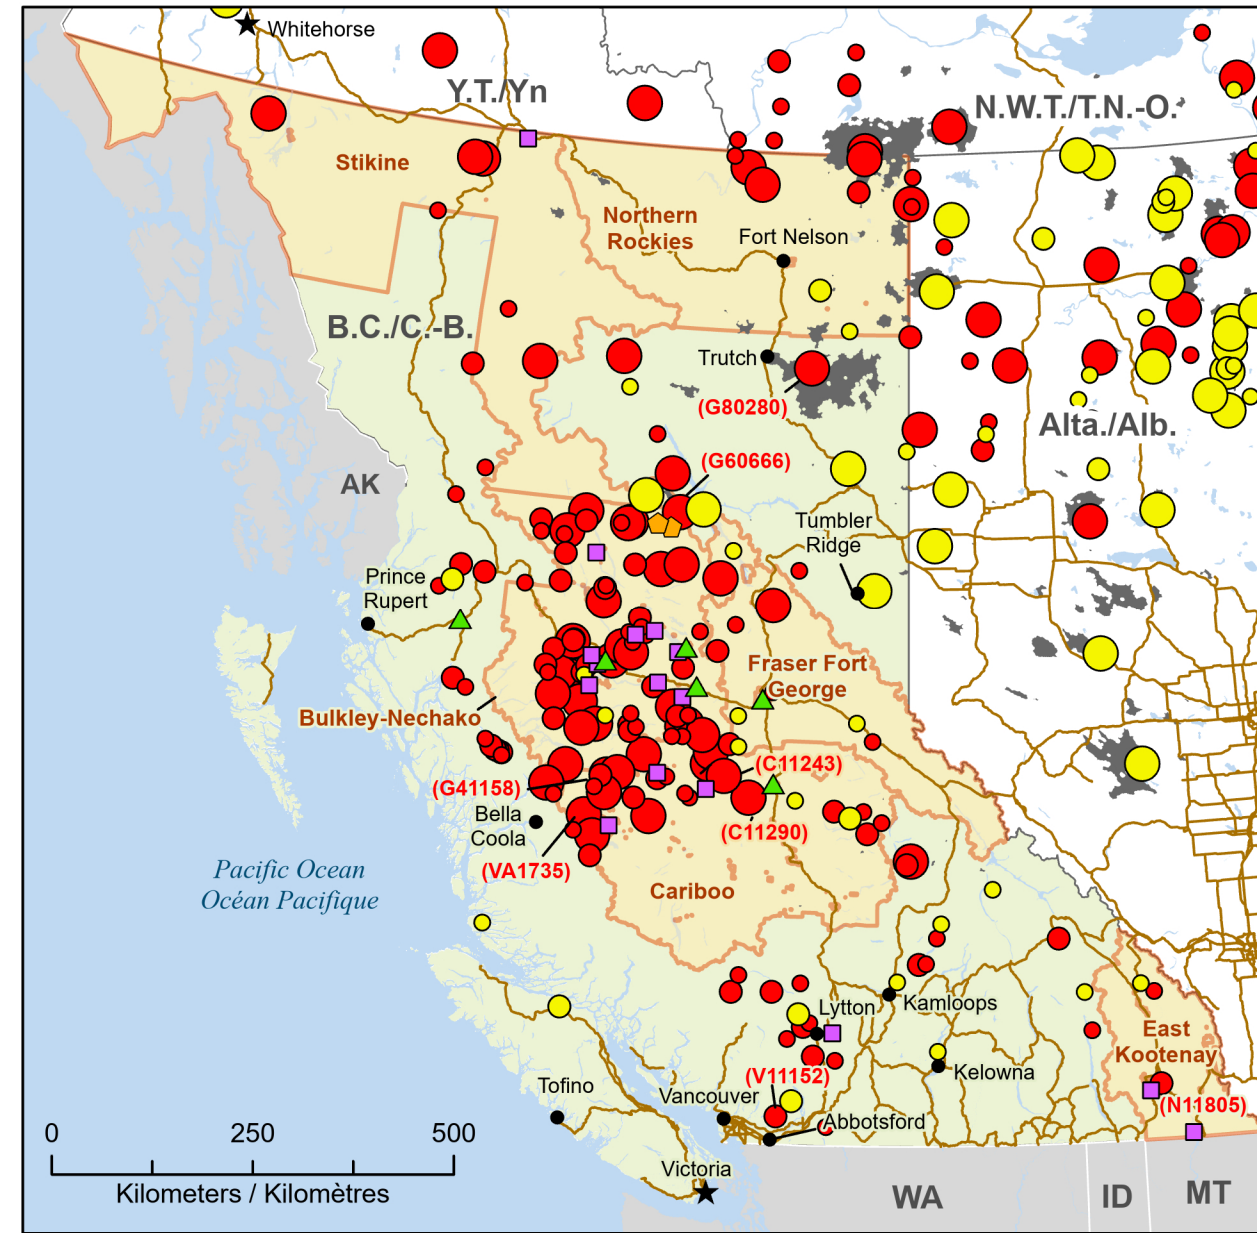 Whitehorse
Y.T./Yn
N.W.T./T.N.-O.
Stikine
Northern
Rockies
Fort Nelson
B.C./C.-B.
Trutch
(G80280)
Alta./Alb.
AK
(G60666)
Tumbler
Ridge
Prince
Rupert
Fraser Fort
George
Bulkley-Nechako
(C11243)
(G41158)
Bella
Coola
(C11290)
(VA1735)
Pacific Ocean
Océan Pacifique
Cariboo
Lytton
Kamloops
East
Kootenay
Kelowna
(V11152)
Tofino
Vancouver
(N11805)
Abbotsford
0 250 500
Kilometers / Kilomètres
Victoria
WA
ID
MT